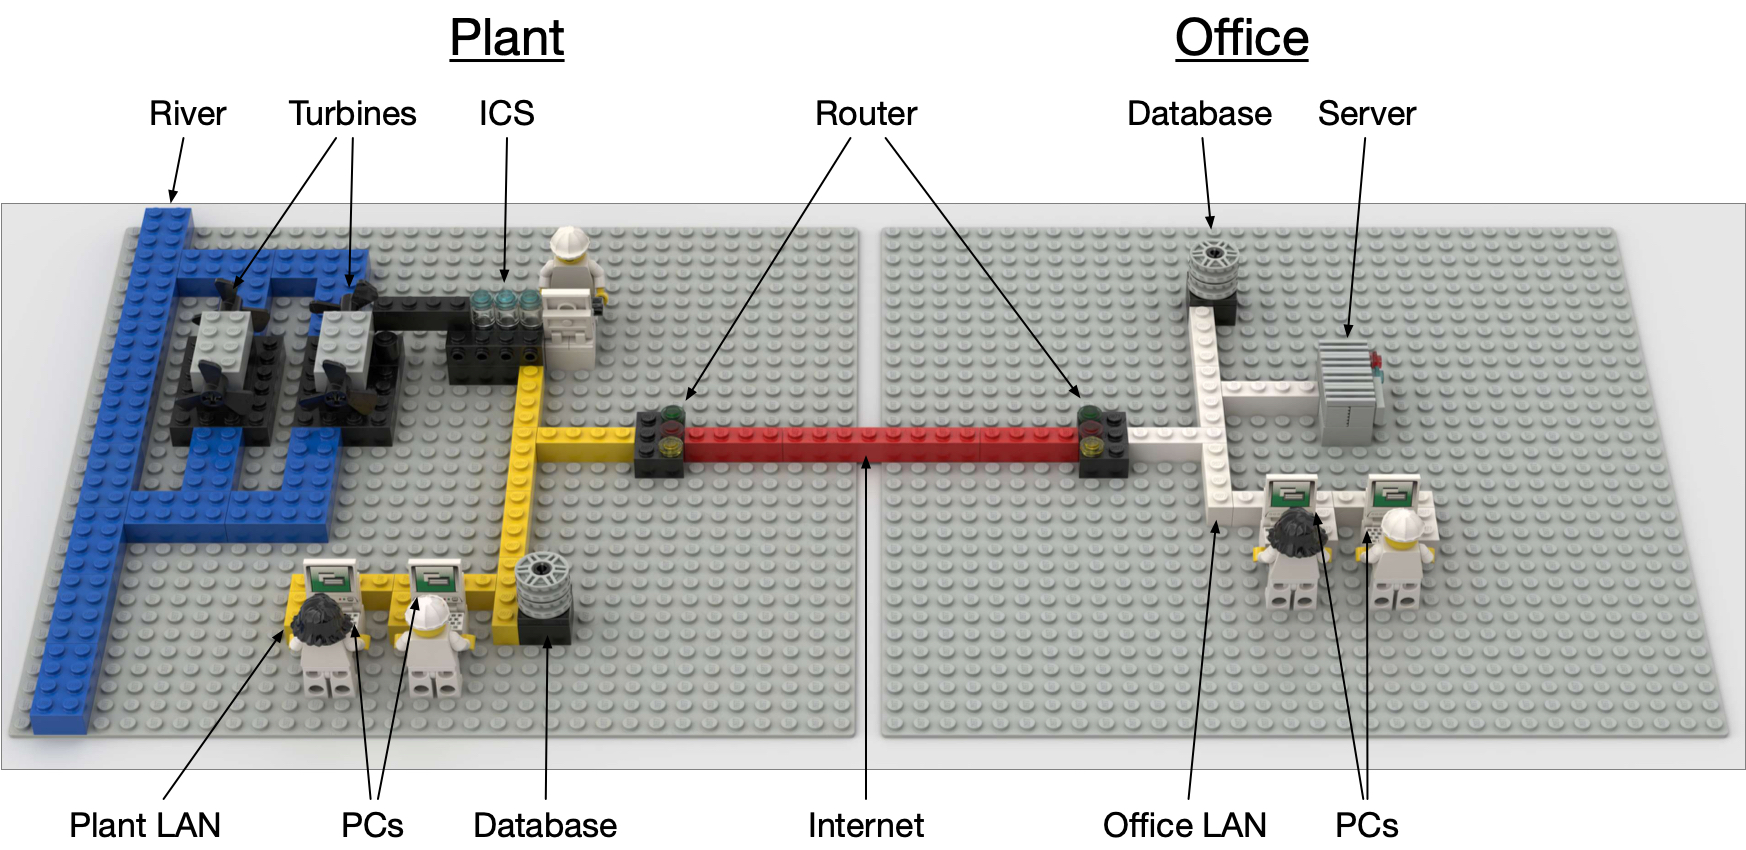 Plant
Office
River
Turbines
ICS
Router
Database
Server
Plant LAN
PCs
Database
Internet
Office LAN
PCs